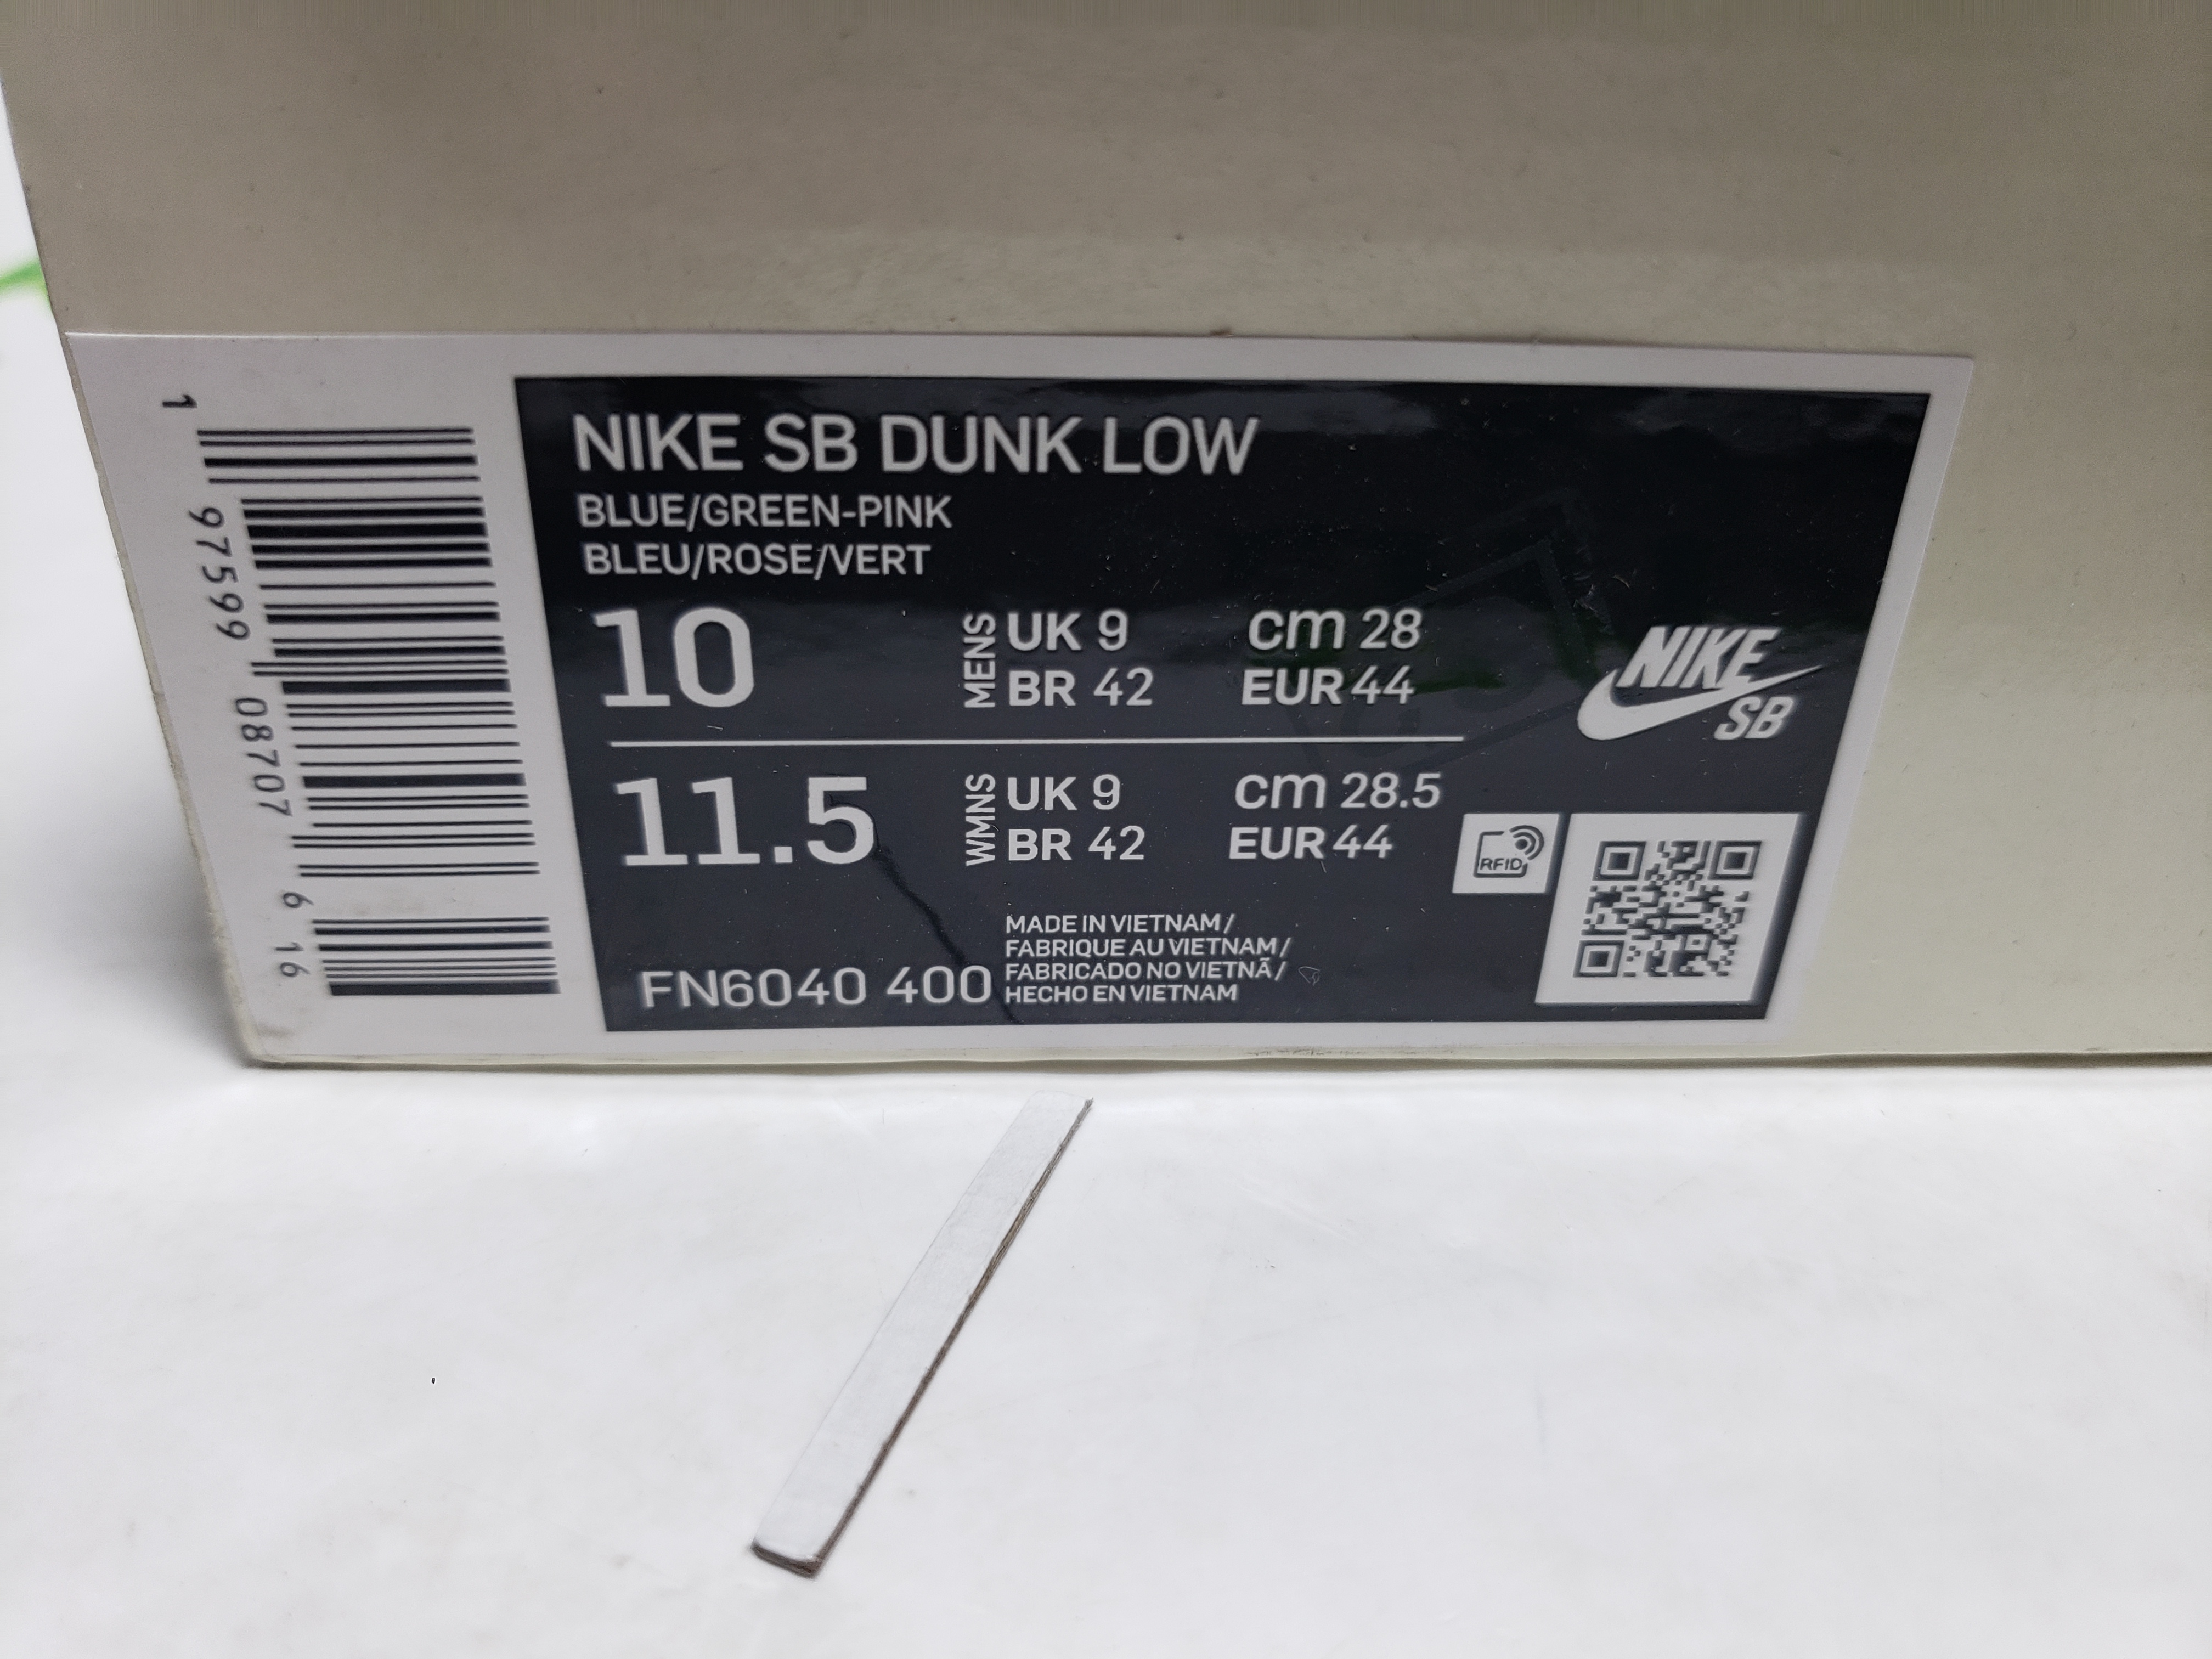 NIKE SB DUNK LOW
BLUE/GREEN-PINK
BLEU/ROSE/VERT
10
MENS
UK 9 cm 28
BR 42 EUR 44
11.5
WMNS
UK 9 cm 28.5
BR 42 EUR 44
FN6040 400
MADE IN VIETNAM /
FABRIQUE AU VIETNAM /
FABRICADO NO VIETNÃ /
HECHO EN VIETNAM
NIKE
SB
RFID
1 97599 08707 6 16